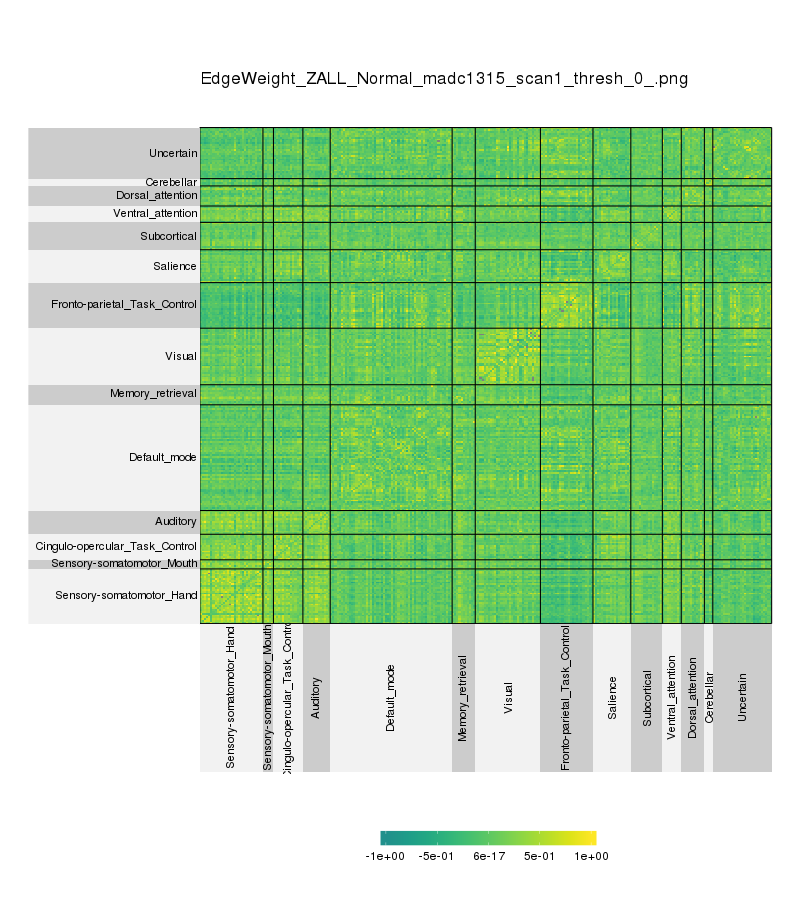 EdgeWeight_ZALL_Normal_madc1315_scan1_thresh_0_.png
Uncertain
Cerebellar
Dorsal_attention
Ventral_attention
Subcortical
Salience
Fronto-parietal_Task_Control
Visual
Memory_retrieval
Default_mode
Auditory
Cingulo-opercular_Task_Control
Sensory-somatomotor_Mouth
Sensory-somatomotor_Hand
Sensory-somatomotor_Hand
Sensory-somatomotor_Mouth
Cingulo-opercular_Task_Control
Auditory
Default_mode
Memory_retrieval
Visual
Fronto-parietal_Task_Control
Salience
Subcortical
Ventral_attention
Dorsal_attention
Cerebellar
Uncertain
-1e+00 -5e-01 6e-17 5e-01 1e+00